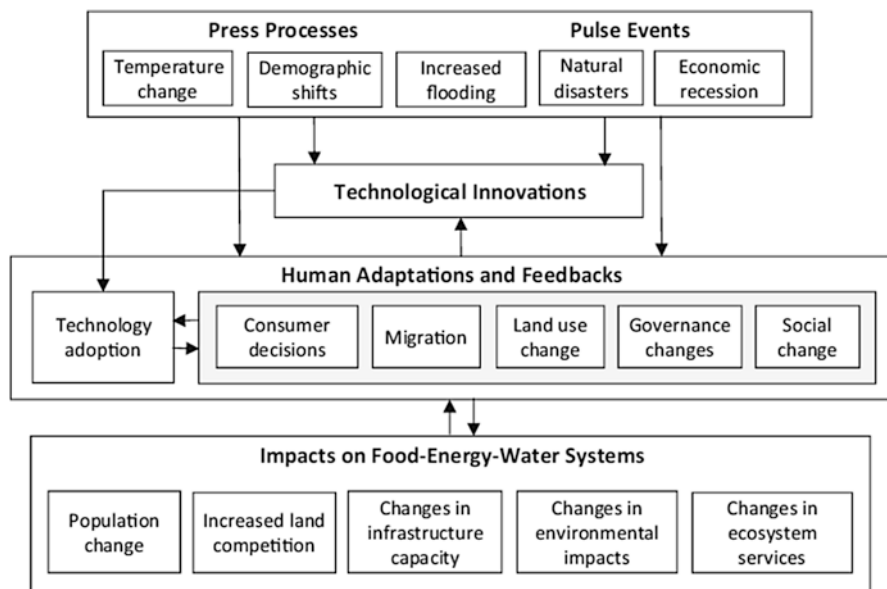 Press Processes
Pulse Events
Temperature
change
Demographic
shifts
Increased
flooding
Natural
disasters
Economic
recession
Technological Innovations
Human Adaptations and Feedbacks
Technology
adoption
Consumer
decisions
Migration
Land use
change
Governance
changes
Social
change
Impacts on Food-Energy-Water Systems
Population
change
Increased land
competition
Changes in
infrastructure
capacity
Changes in
environmental
impacts
Changes in
ecosystem
services